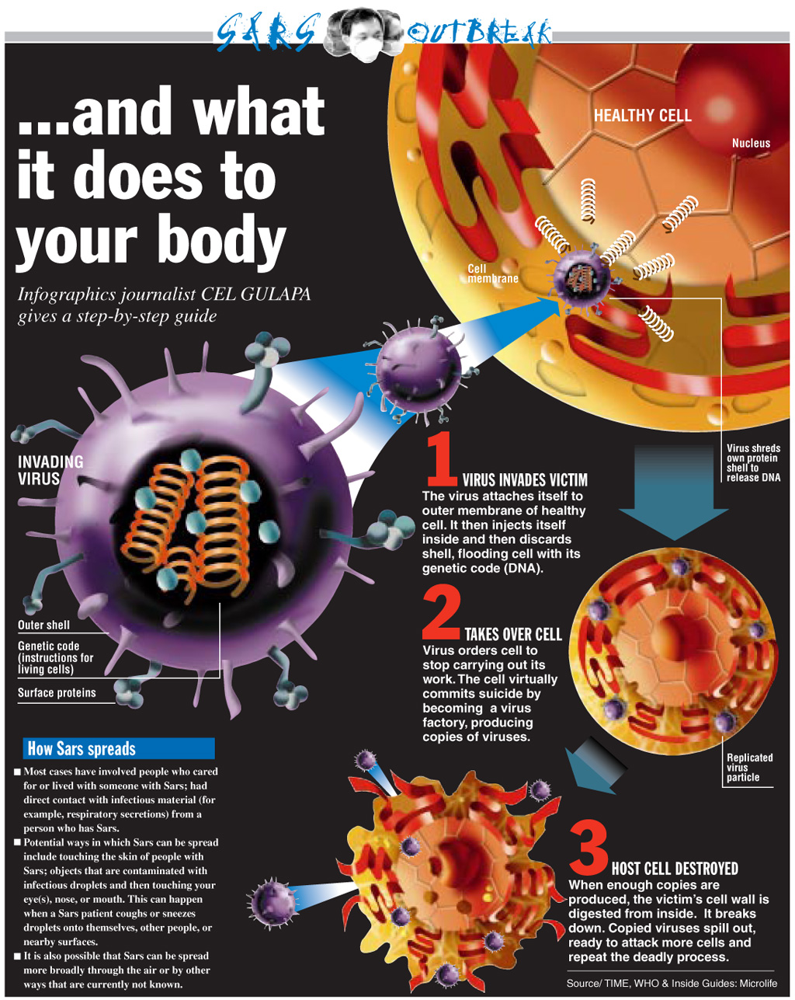 SARS OUTBREAK
...and what
it does to
your body
Infographics journalist CEL GULAPA
gives a step-by-step guide
HEALTHY CELL
Nucleus
Cell
membrane
INVADING
VIRUS
Outer shell
Genetic code
(instructions for
living cells)
Surface proteins
Virus shreds
own protein
shell to
release DNA
1 VIRUS INVADES VICTIM
The virus attaches itself to
outer membrane of healthy
cell. It then injects itself
inside and then discards
shell, flooding cell with its
genetic code (DNA).
2 TAKES OVER CELL
Virus orders cell to
stop carrying out its
work. The cell virtually
commits suicide by
becoming a virus
factory, producing
copies of viruses.
Replicated
virus
particle
3 HOST CELL DESTROYED
When enough copies are
produced, the victim's cell wall is
digested from inside. It breaks
down. Copied viruses spill out,
ready to attack more cells and
repeat the deadly process.
How Sars spreads
■ Most cases have involved people who cared
for or lived with someone with Sars; had
direct contact with infectious material (for
example, respiratory secretions) from a
person who has Sars.
■ Potential ways in which Sars can be spread
include touching the skin of people with
Sars; objects that are contaminated with
infectious droplets and then touching your
eye(s), nose, or mouth. This can happen
when a Sars patient coughs or sneezes
droplets onto themselves, other people, or
nearby surfaces.
■ It is also possible that Sars can be spread
more broadly through the air or by other
ways that are currently not known.
Source/ TIME, WHO & Inside Guides: Microlife